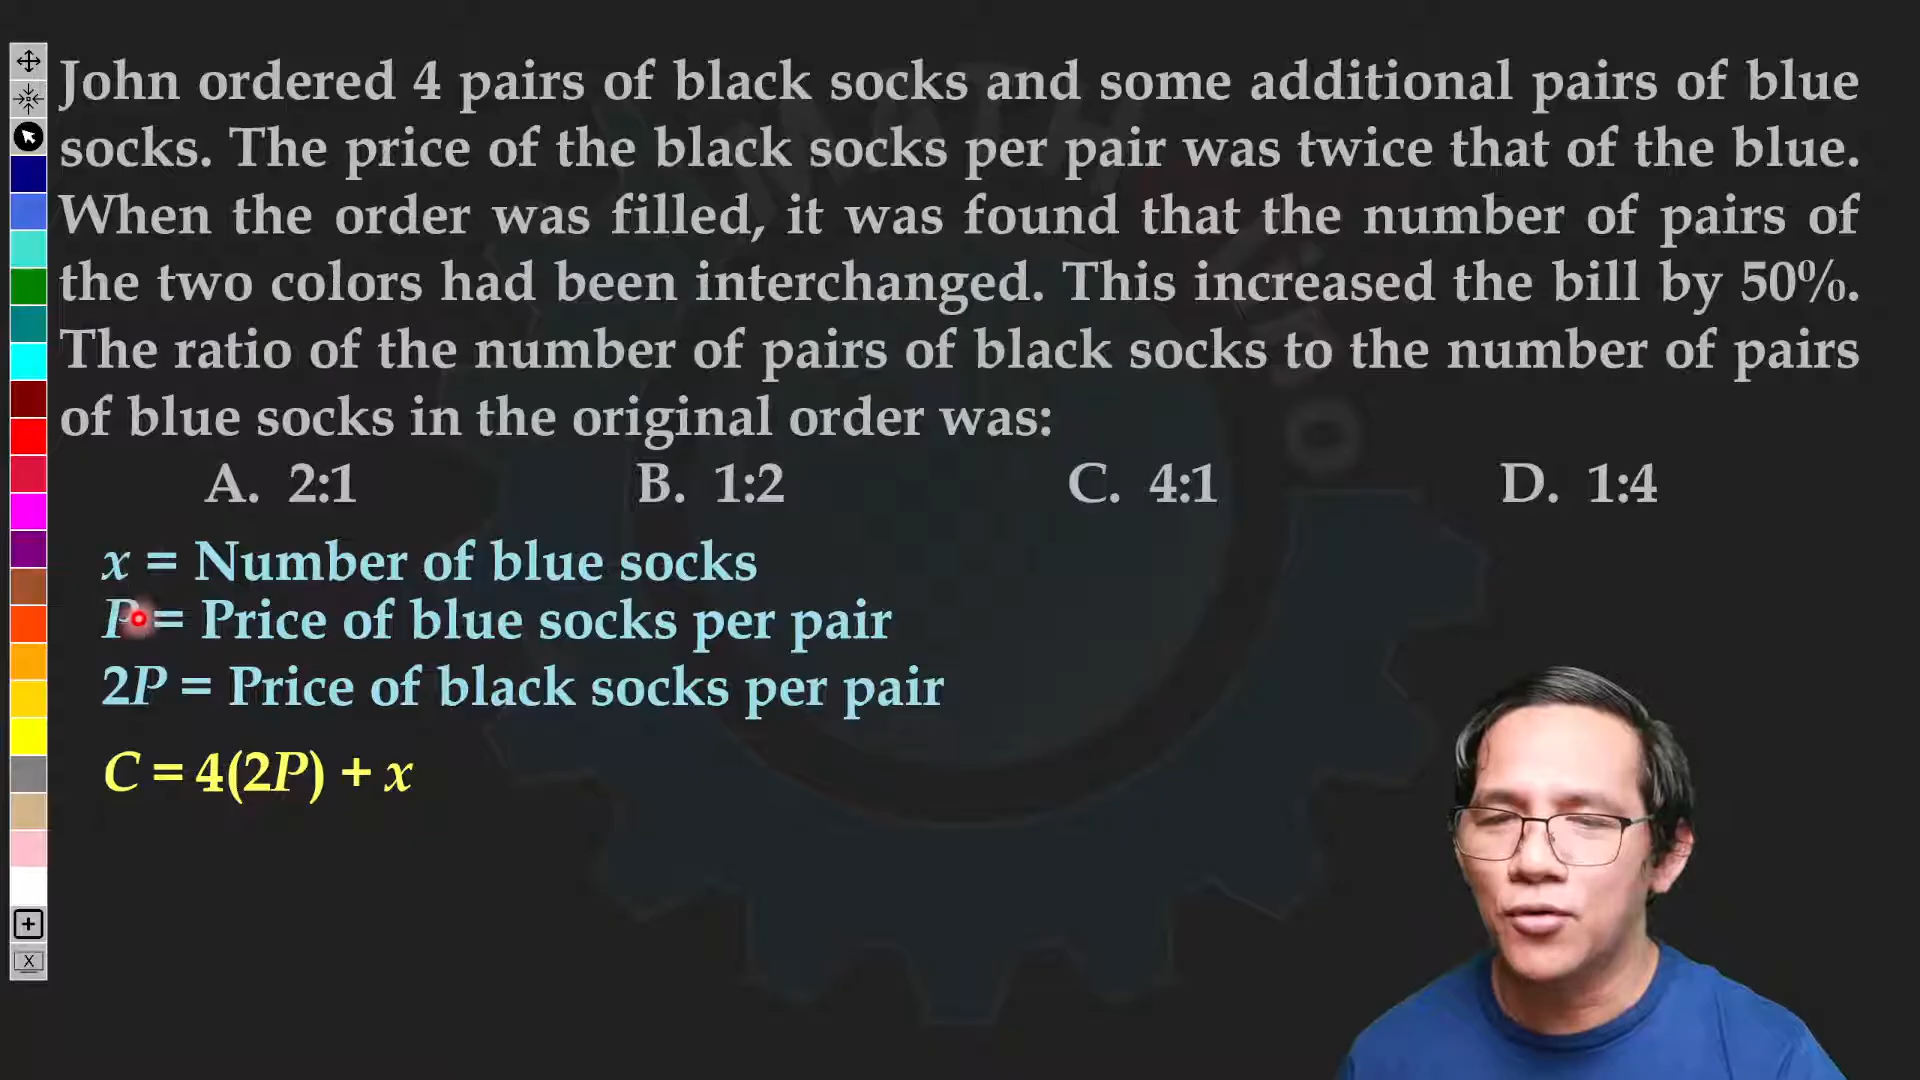 John ordered 4 pairs of black socks and some additional pairs of blue
socks. The price of the black socks per pair was twice that of the blue.
When the order was filled, it was found that the number of pairs of
the two colors had been interchanged. This increased the bill by 50%.
The ratio of the number of pairs of black socks to the number of pairs
of blue socks in the original order was:
A. 2:1 B. 1:2 C. 4:1 D. 1:4
x = Number of blue socks
P = Price of blue socks per pair
2P = Price of black socks per pair
C = 4(2P) + x
X